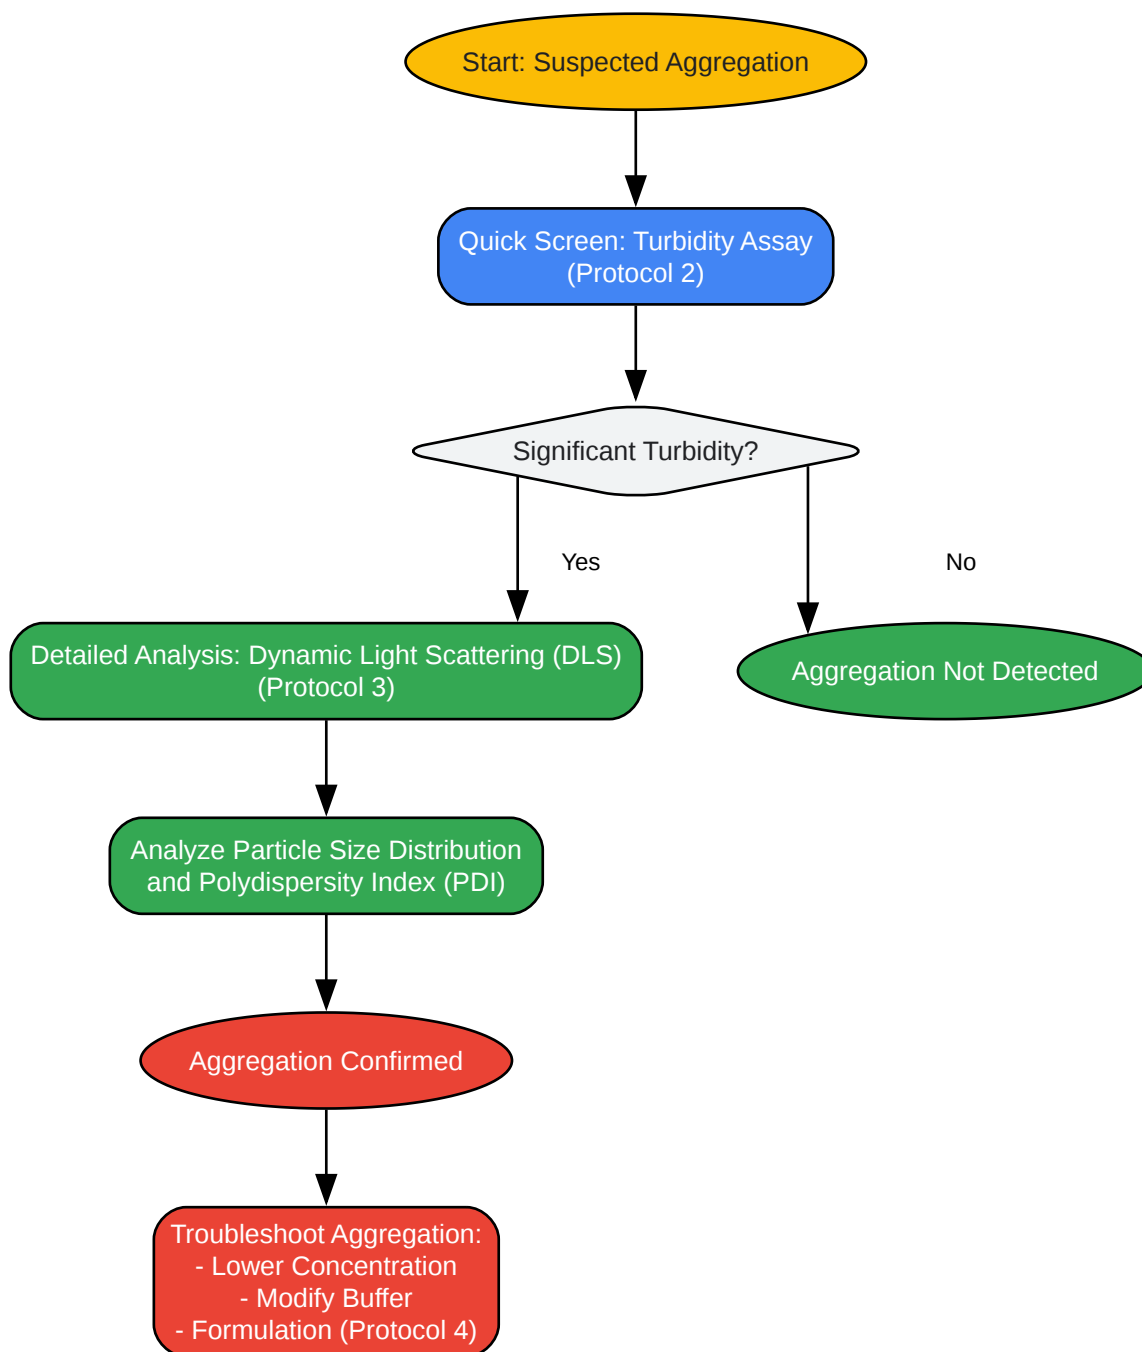 Start: Suspected Aggregation
Quick Screen: Turbidity Assay
(Protocol 2)
Significant Turbidity?
Yes
No
Detailed Analysis: Dynamic Light Scattering (DLS)
(Protocol 3)
Aggregation Not Detected
Analyze Particle Size Distribution
and Polydispersity Index (PDI)
Aggregation Confirmed
Troubleshoot Aggregation:
- Lower Concentration
- Modify Buffer
- Formulation (Protocol 4)